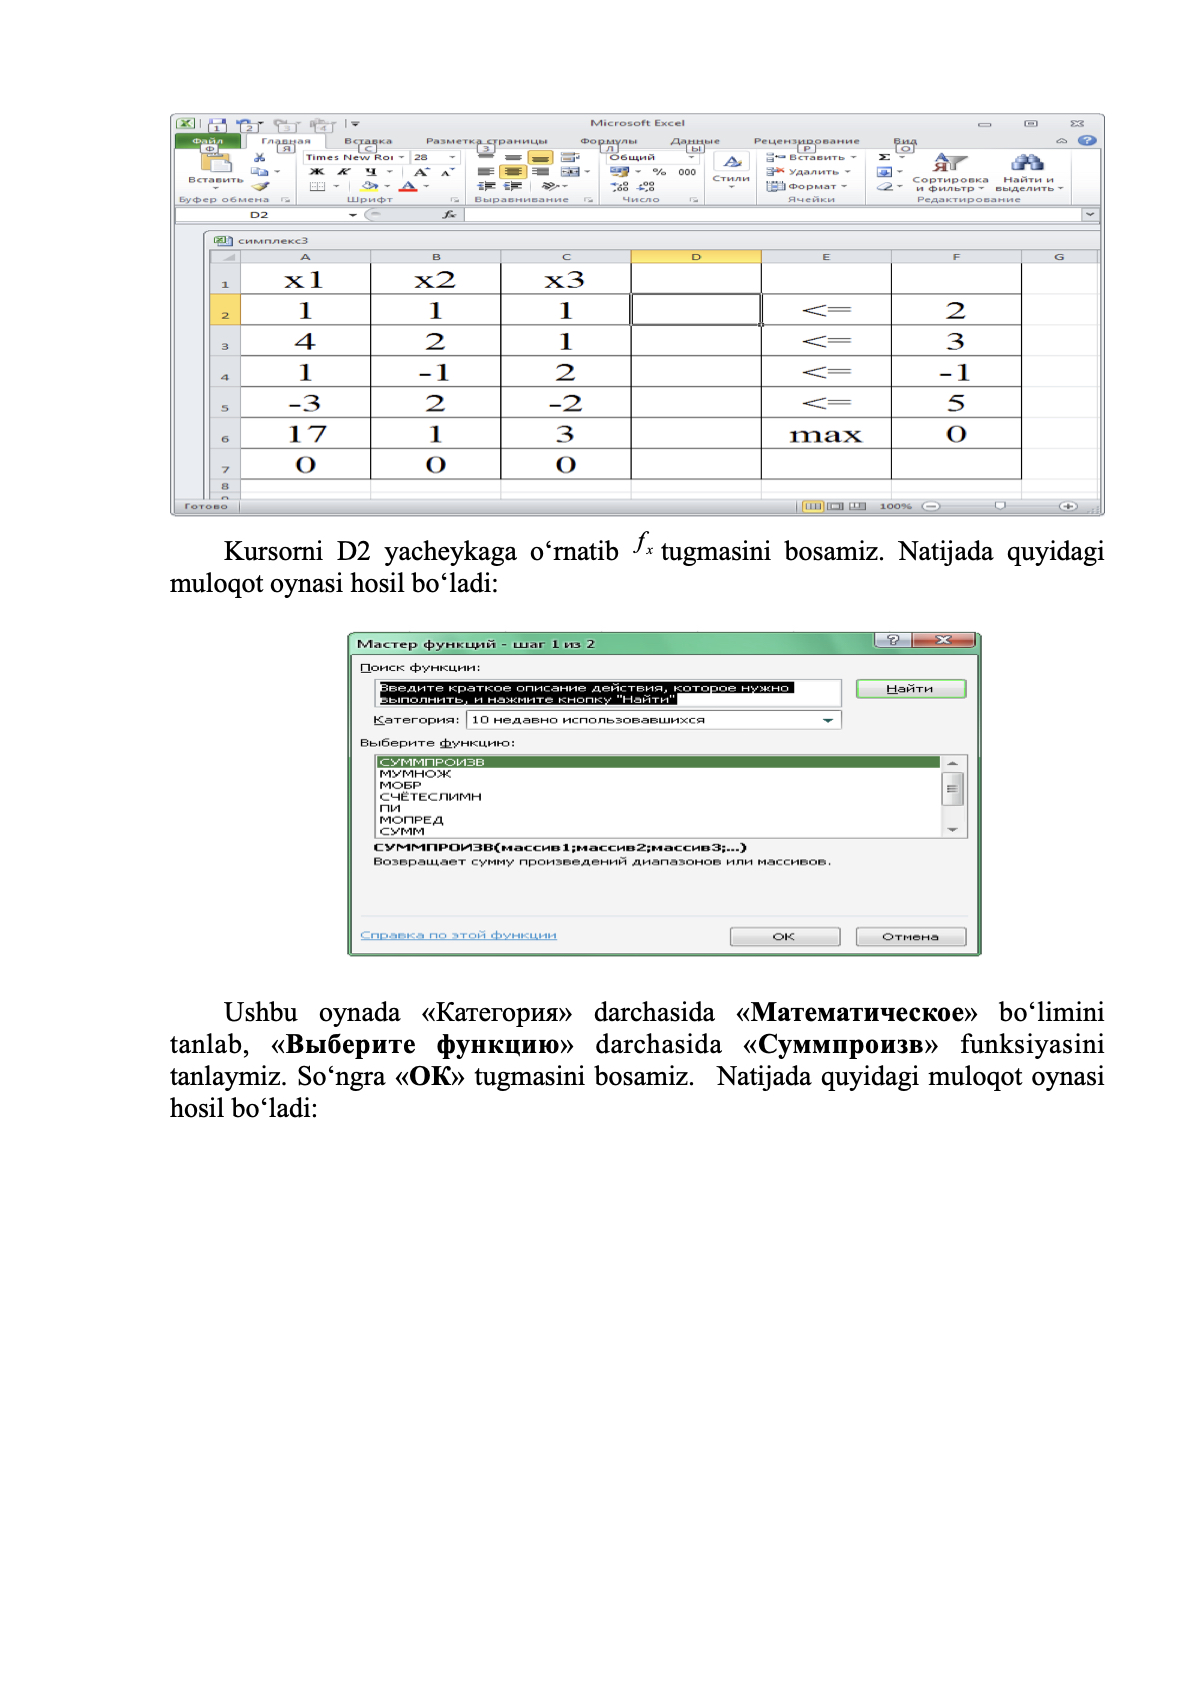 Microsoft Excel
1 2 3 4
Файл Главная Вставка Разметка страницы Формулы Данные Рецензирование Вид
Ф Я С З Л Ы Р О
Times New Roı 28 Общий Вставить Σ
Вставить Ж К Ч А А % 000 Стили Удалить Сортировка и фильтр Найти и выделить
Формат
Буфер обмена Шрифт Выравнивание Число Ячейки Редактирование
D2 fx
симплекс3
A B C D E F G
1 x1 x2 x3
2 1 1 1 <= 2
3 4 2 1 <= 3
4 1 -1 2 <= -1
5 -3 2 -2 <= 5
6 17 1 3 max 0
7 0 0 0
8
9
Готово 100%
Kursorni D2 yacheykaga o‘rnatib fx tugmasini bosamiz. Natijada quyidagi
muloqot oynasi hosil bo‘ladi:
Мастер функций - шаг 1 из 2
Поиск функции:
Введите краткое описание действия, которое нужно
выполнить, и нажмите кнопку "Найти"
Найти
Категория: 10 недавно использовавшихся
Выберите функцию:
СУММПРОИЗВ
МУМНОЖ
МОБР
СЧЁТЕСЛИМН
ПИ
МОПРЕД
СУММ
СУММПРОИЗВ(массив1;массив2;массив3;...)
Возвращает сумму произведений диапазонов или массивов.
Справка по этой функции ОК Отмена
Ushbu oynada «Категория» darchasida «Математическое» bo‘limini
tanlab, «Выберите функцию» darchasida «Суммпроизв» funksiyasini
tanlaymiz. So‘ngra «ОК» tugmasini bosamiz. Natijada quyidagi muloqot oynasi
hosil bo‘ladi: